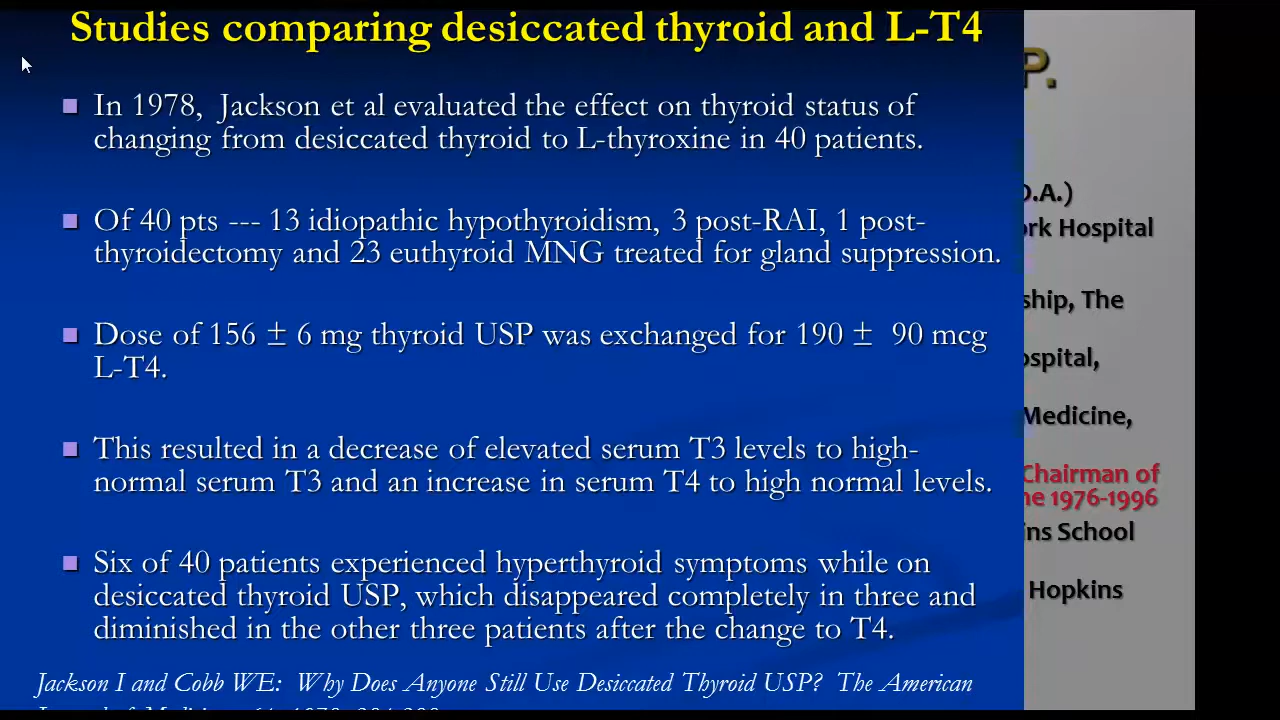 Studies comparing desiccated thyroid and L-T4
In 1978, Jackson et al evaluated the effect on thyroid status of
changing from desiccated thyroid to L-thyroxine in 40 patients.
Of 40 pts --- 13 idiopathic hypothyroidism, 3 post-RAI, 1 post-
thyroidectomy and 23 euthyroid MNG treated for gland suppression.
Dose of 156 ± 6 mg thyroid USP was exchanged for 190 ± 90 mcg
L-T4.
This resulted in a decrease of elevated serum T3 levels to high-
normal serum T3 and an increase in serum T4 to high normal levels.
Six of 40 patients experienced hyperthyroid symptoms while on
desiccated thyroid USP, which disappeared completely in three and
diminished in the other three patients after the change to T4.
Jackson I and Cobb WE: Why Does Anyone Still Use Desiccated Thyroid USP? The American
P.
O.A.)
ork Hospital
ship, The
ospital,
Medicine,
Chairman of
ne 1976-1996
ins School
Hopkins